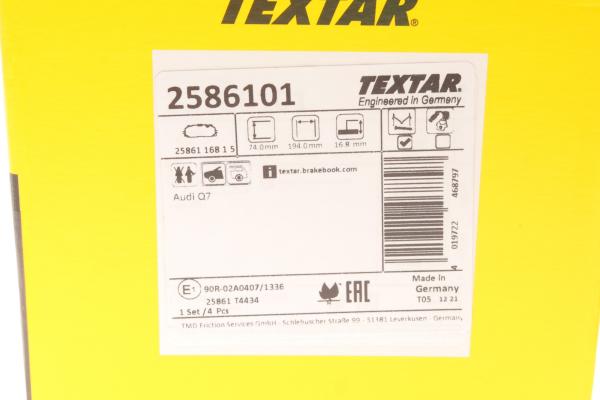 TEXTAR®
2586101
TEXTAR®
Engineered in Germany
25861 168 1 5
74.0mm
194.0mm
16.8 mm
i textar.brakebook.com
Audi Q7
4 019722 468797
E1 90R-02A0407/1336
25861 T4434
1 Set / 4 Pcs
EAC
Made in
Germany
T05 12 21
TMD Friction Services GmbH - Schlebuscher Straße 99 - 51381 Leverkusen - Germany